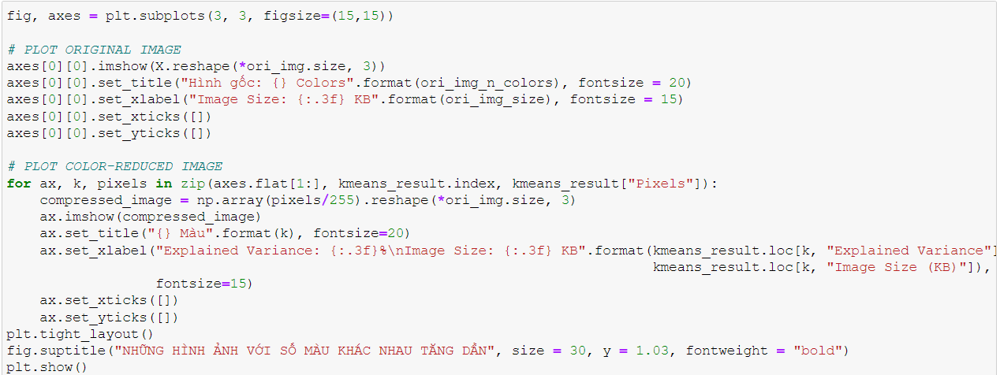 fig, axes = plt.subplots(3, 3, figsize=(15,15))
# PLOT ORIGINAL IMAGE
axes[0][0].imshow(X.reshape(*ori_img.size, 3))
axes[0][0].set_title("Hình gốc: {} Colors".format(ori_img_n_colors), fontsize = 20)
axes[0][0].set_xlabel("Image Size: {:.3f} KB".format(ori_img_size), fontsize = 15)
axes[0][0].set_xticks([])
axes[0][0].set_yticks([])
# PLOT COLOR-REDUCED IMAGE
for ax, k, pixels in zip(axes.flat[1:], kmeans_result.index, kmeans_result["Pixels"]):
    compressed_image = np.array(pixels/255).reshape(*ori_img.size, 3)
    ax.imshow(compressed_image)
    ax.set_title("{} Màu".format(k), fontsize=20)
    ax.set_xlabel("Explained Variance: {:.3f}%\nImage Size: {:.3f} KB".format(kmeans_result.loc[k, "Explained Variance"]
                                                                              kmeans_result.loc[k, "Image Size (KB)"]),
                  fontsize=15)
    ax.set_xticks([])
    ax.set_yticks([])
plt.tight_layout()
fig.suptitle("NHỮNG HÌNH ẢNH VỚI SỐ MÀU KHÁC NHAU TĂNG DẦN", size = 30, y = 1.03, fontweight = "bold")
plt.show()